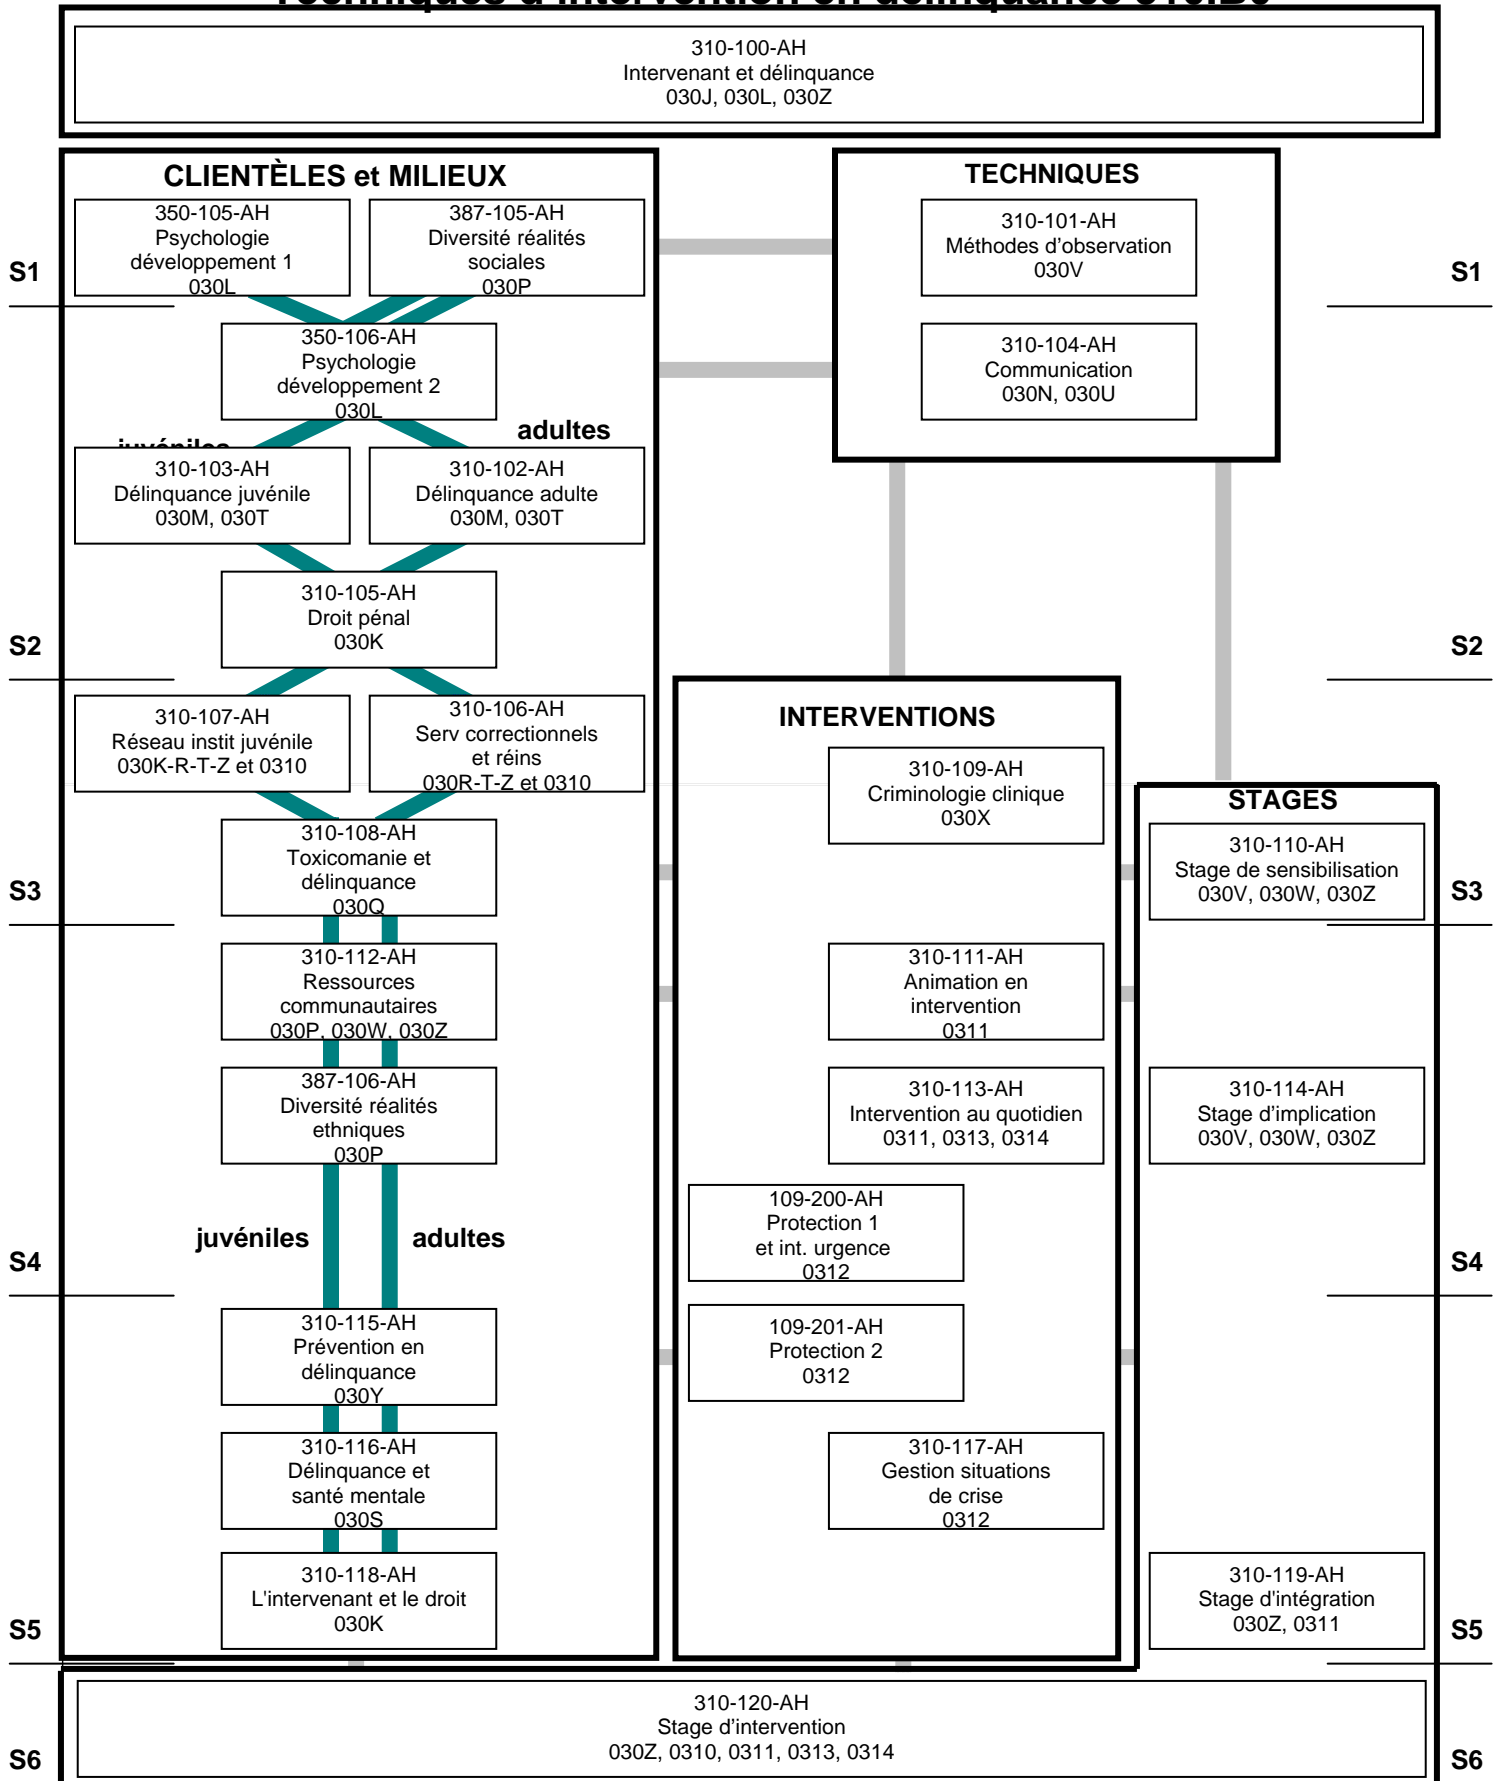 Techniques d'intervention en délinquance 310.B0
310-100-AH
Intervenant et délinquance
030J, 030L, 030Z
CLIENTÈLES et MILIEUX
TECHNIQUES
350-105-AH
Psychologie
développement 1
030L
387-105-AH
Diversité réalités
sociales
030P
310-101-AH
Méthodes d'observation
030V
S1
S1
350-106-AH
Psychologie
développement 2
030L
310-104-AH
Communication
030N, 030U
juvéniles
adultes
310-103-AH
Délinquance juvénile
030M, 030T
310-102-AH
Délinquance adulte
030M, 030T
310-105-AH
Droit pénal
030K
S2
S2
310-107-AH
Réseau instit juvénile
030K-R-T-Z et 0310
310-106-AH
Serv correctionnels
et réins
030R-T-Z et 0310
INTERVENTIONS
310-109-AH
Criminologie clinique
030X
STAGES
310-108-AH
Toxicomanie et
délinquance
030Q
310-110-AH
Stage de sensibilisation
030V, 030W, 030Z
S3
S3
310-112-AH
Ressources
communautaires
030P, 030W, 030Z
310-111-AH
Animation en
intervention
0311
387-106-AH
Diversité réalités
ethniques
030P
310-113-AH
Intervention au quotidien
0311, 0313, 0314
310-114-AH
Stage d'implication
030V, 030W, 030Z
109-200-AH
Protection 1
et int. urgence
0312
juvéniles
adultes
S4
S4
310-115-AH
Prévention en
délinquance
030Y
109-201-AH
Protection 2
0312
310-116-AH
Délinquance et
santé mentale
030S
310-117-AH
Gestion situations
de crise
0312
310-118-AH
L'intervenant et le droit
030K
310-119-AH
Stage d'intégration
030Z, 0311
S5
S5
310-120-AH
Stage d'intervention
030Z, 0310, 0311, 0313, 0314
S6
S6